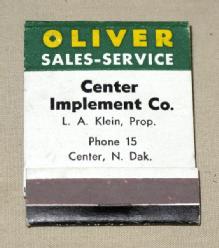 OLIVER
SALES-SERVICE
Center
Implement Co.
L. A. Klein, Prop.
Phone 15
Center, N. Dak.